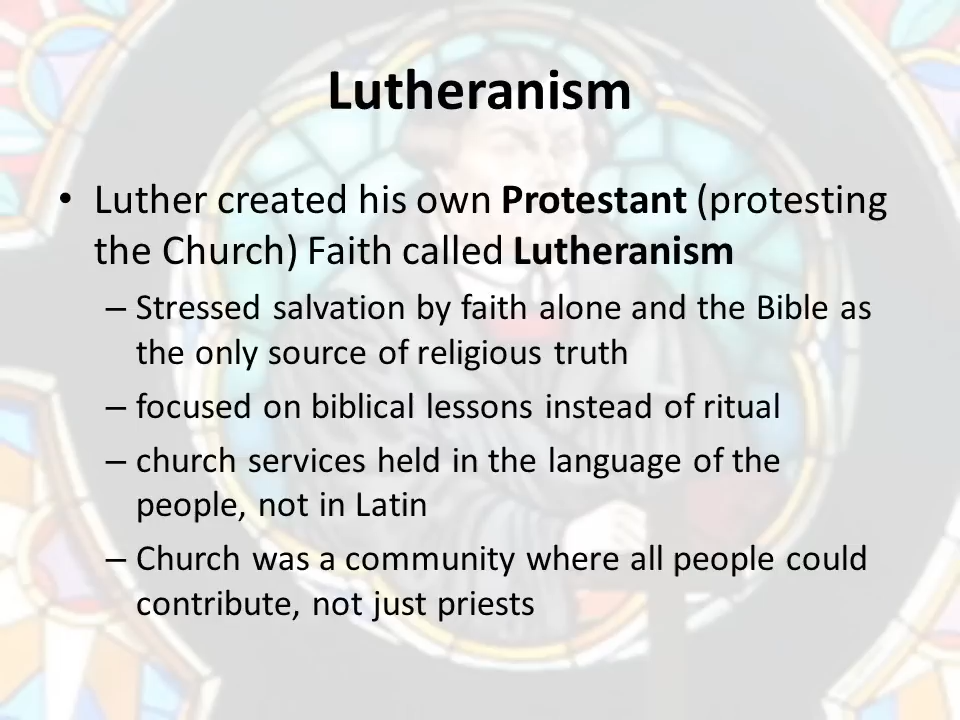 Lutheranism
• Luther created his own Protestant (protesting
the Church) Faith called Lutheranism
– Stressed salvation by faith alone and the Bible as
the only source of religious truth
– focused on biblical lessons instead of ritual
– church services held in the language of the
people, not in Latin
– Church was a community where all people could
contribute, not just priests